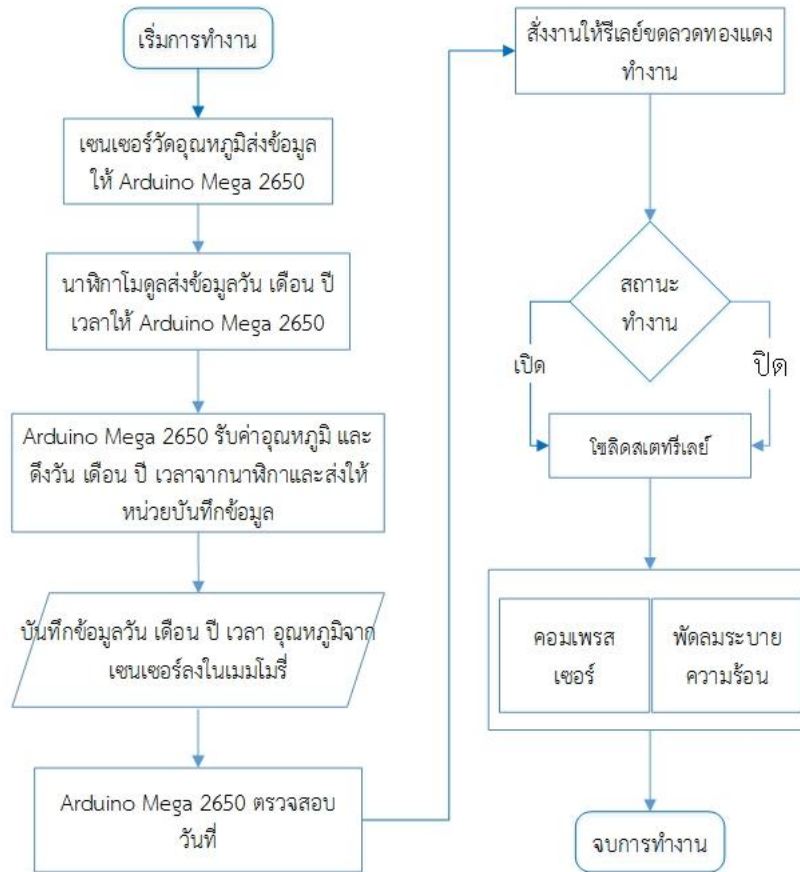 เริ่มการทำงาน
เซนเซอร์วัดอุณหภูมิส่งข้อมูล
ให้ Arduino Mega 2650
นาฬิกาโมดูลส่งข้อมูลวัน เดือน ปี
เวลาให้ Arduino Mega 2650
Arduino Mega 2650 รับค่าอุณหภูมิ และ
ดึงวัน เดือน ปี เวลาจากนาฬิกาและส่งให้
หน่วยบันทึกข้อมูล
บันทึกข้อมูลวัน เดือน ปี เวลา อุณหภูมิจาก
เซนเซอร์ลงในเมมโมรี่
Arduino Mega 2650 ตรวจสอบ
วันที่
สั่งงานให้รีเลย์ขดลวดทองแดง
ทำงาน
สถานะ
ทำงาน
เปิด
ปิด
โซลิดสเตทรีเลย์
คอมเพรส
เซอร์
พัดลมระบาย
ความร้อน
จบการทำงาน